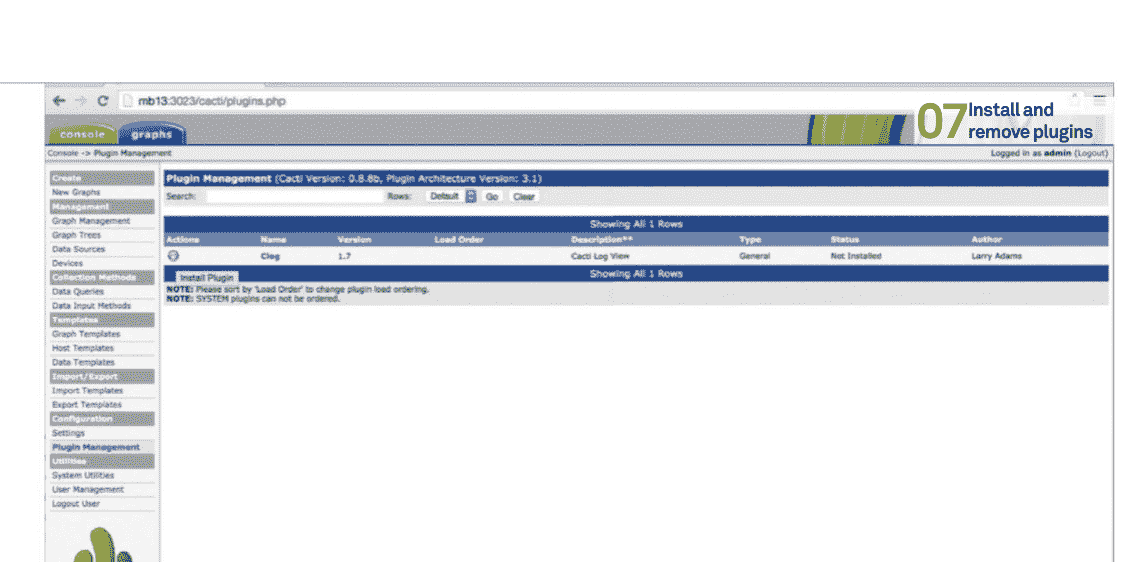 mb13:3023/cacti/plugins.php
07 Install and
remove plugins
console graphs
Console -> Plugin Management
Logged in as admin (Logout)
Create
New Graphs
Management
Graph Management
Graph Trees
Data Sources
Devices
Collection Methods
Data Queries
Data Input Methods
Templates
Graph Templates
Host Templates
Data Templates
Import/Export
Import Templates
Export Templates
Configuration
Settings
Plugin Management
Utilities
System Utilities
User Management
Logout User
Plugin Management (Cacti Version: 0.8.8b, Plugin Architecture Version: 3.1)
Search: Rows: Default Go Clear
Showing All 1 Rows
Actions Name Version Load Order Description** Type Status Author
Clog 1.7 Cacti Log View General Not Installed Larry Adams
Install Plugin
Showing All 1 Rows
NOTE: Please sort by 'Load Order' to change plugin load ordering.
NOTE: SYSTEM plugins can not be ordered.